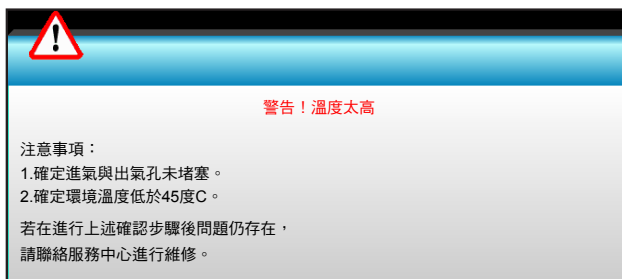 警告！溫度太高
注意事項：
1.確定進氣與出氣孔未堵塞。
2.確定環境溫度低於45度C。
若在進行上述確認步驟後問題仍存在，
請聯絡服務中心進行維修。